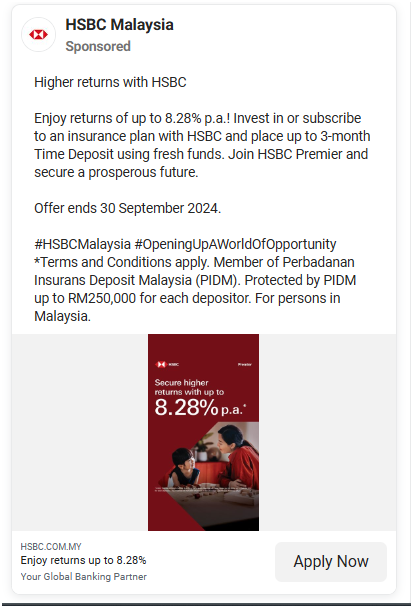 HSBC Malaysia
Sponsored
Higher returns with HSBC
Enjoy returns of up to 8.28% p.a.! Invest in or subscribe
to an insurance plan with HSBC and place up to 3-month
Time Deposit using fresh funds. Join HSBC Premier and
secure a prosperous future.
Offer ends 30 September 2024.
#HSBCMalaysia #OpeningUpAWorldOfOpportunity
*Terms and Conditions apply. Member of Perbadanan
Insurans Deposit Malaysia (PIDM). Protected by PIDM
up to RM250,000 for each depositor. For persons in
Malaysia.
HSBC Premier
Secure higher
returns with up to
8.28% p.a.*
HSBC.COM.MY
Enjoy returns up to 8.28%
Your Global Banking Partner
Apply Now